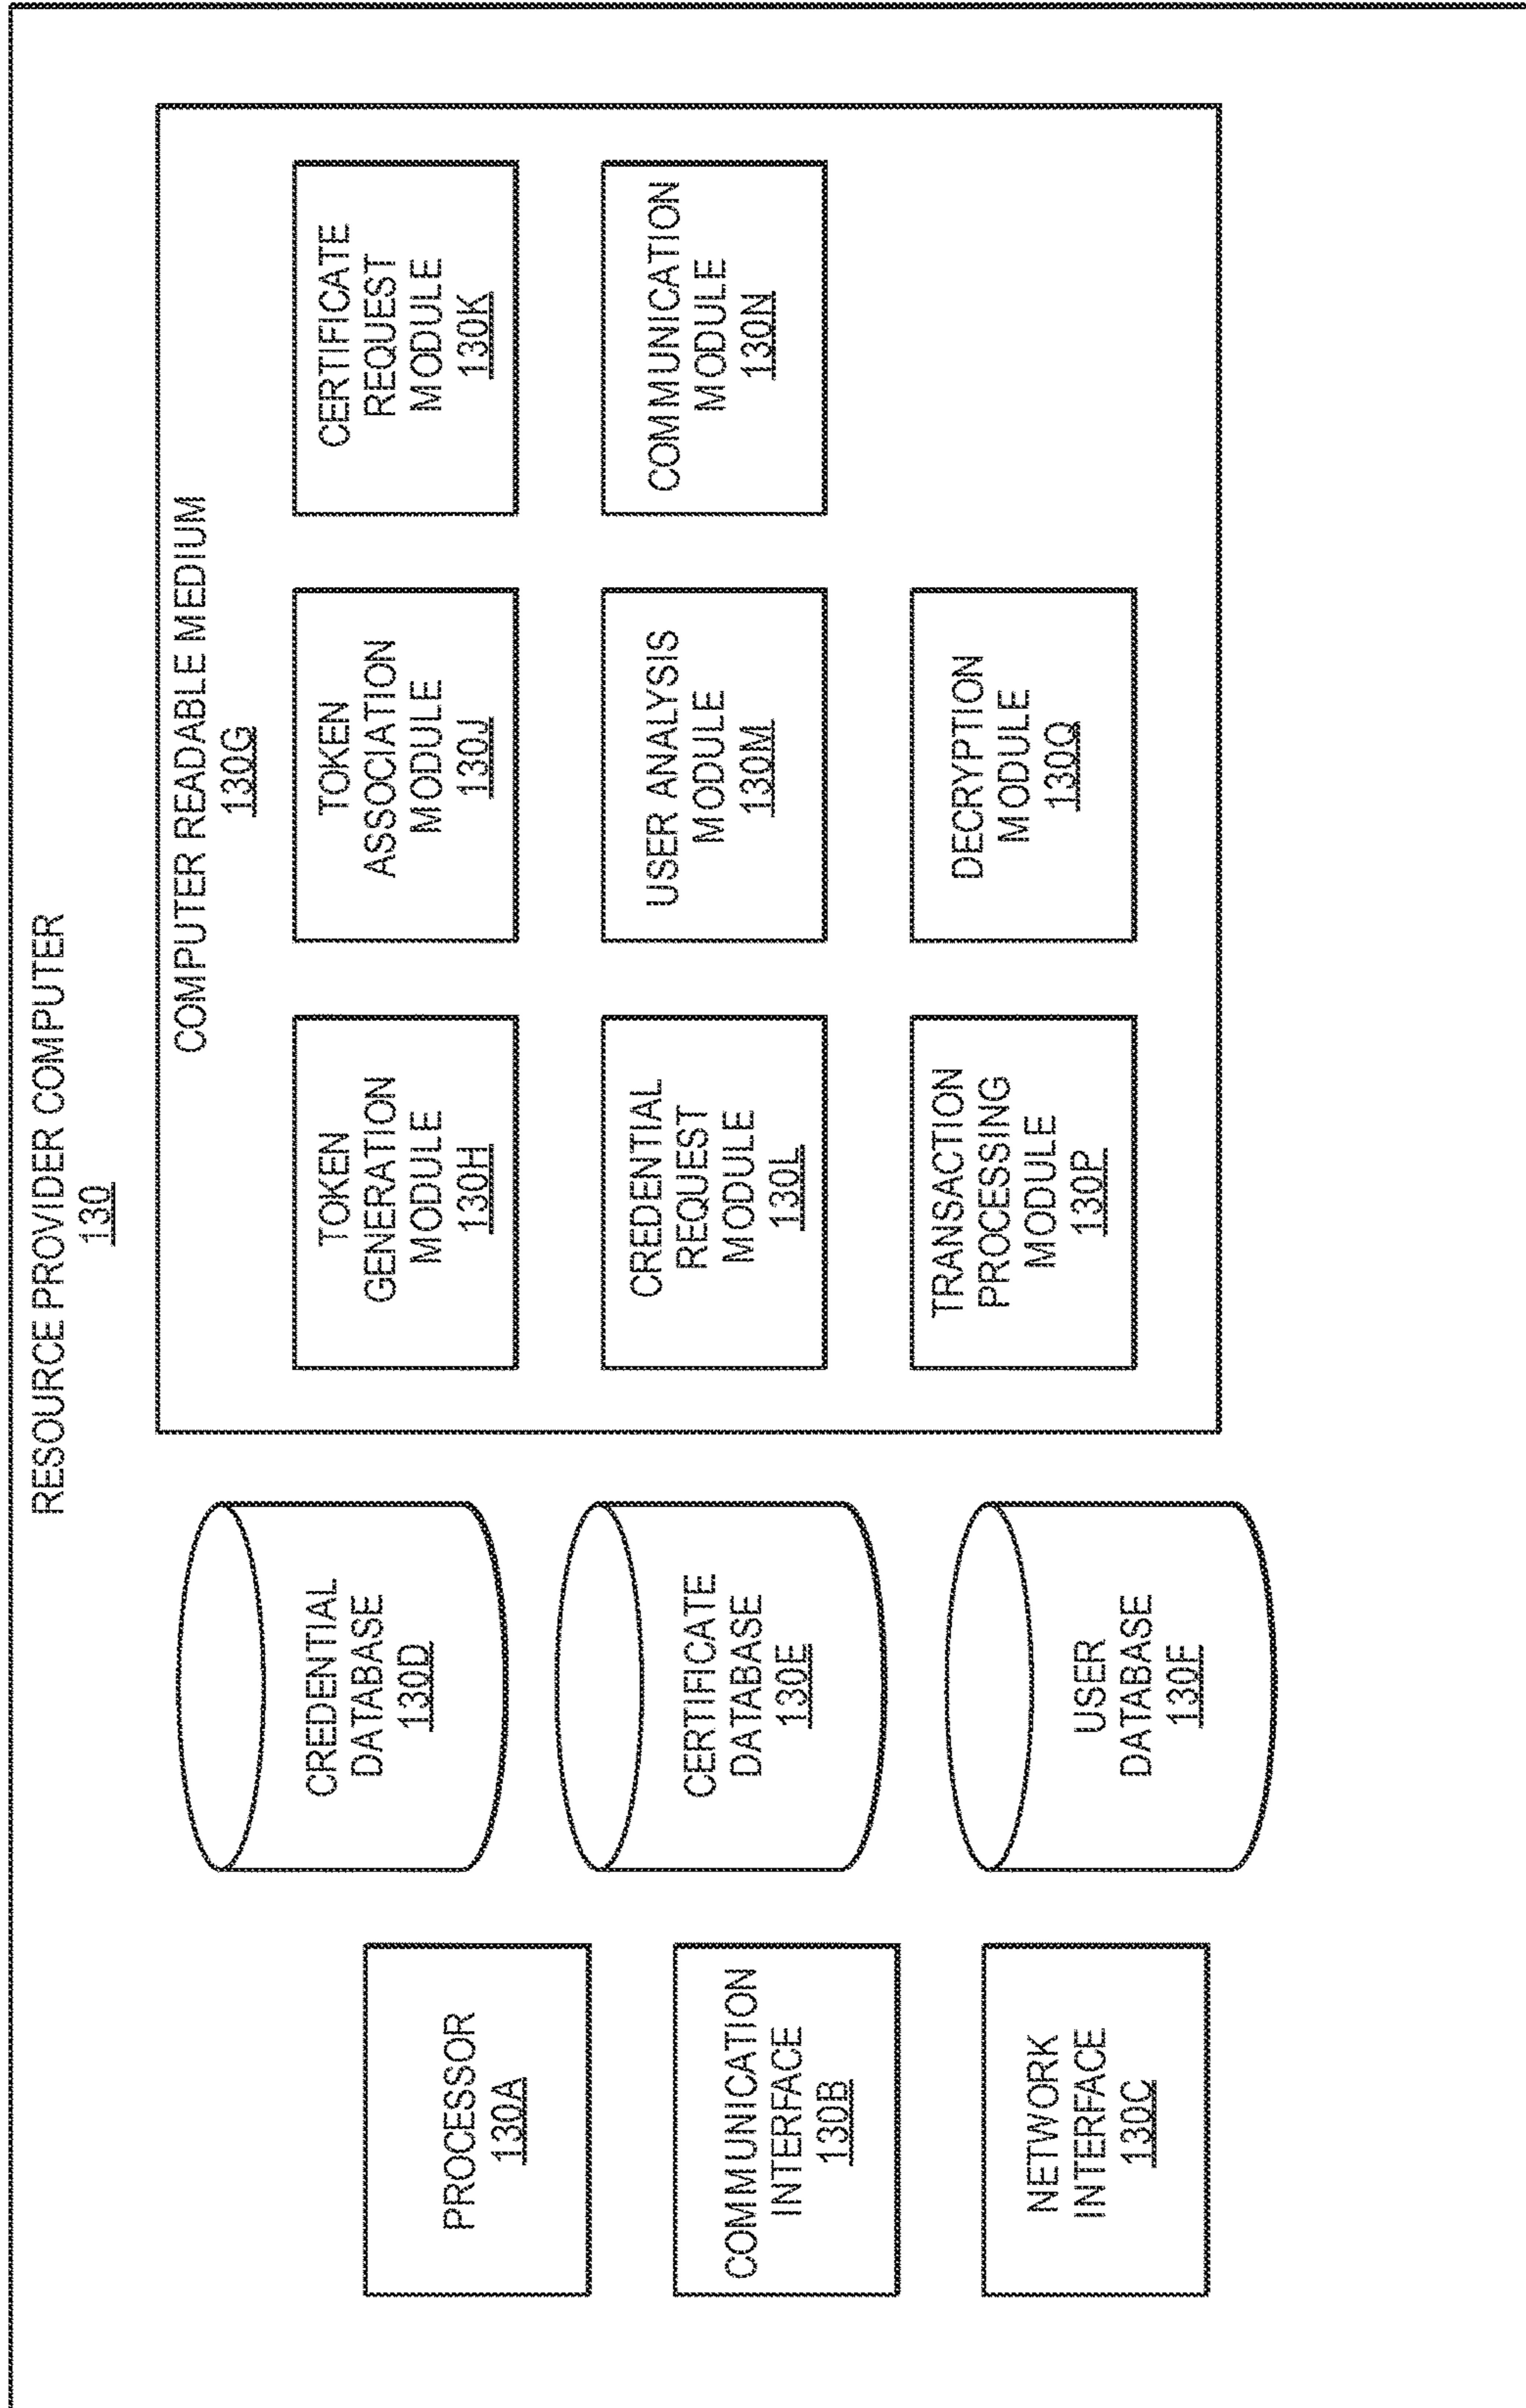 RESOURCE PROVIDER COMPUTER
130
PROCESSOR
130A
COMMUNICATION
INTERFACE
130B
NETWORK
INTERFACE
130C
CREDENTIAL
DATABASE
130D
CERTIFICATE
DATABASE
130E
USER
DATABASE
130F
COMPUTER READABLE MEDIUM
130G
TOKEN
GENERATION
MODULE
130H
TOKEN
ASSOCIATION
MODULE
130J
CERTIFICATE
REQUEST
MODULE
130K
CREDENTIAL
REQUEST
MODULE
130L
USER ANALYSIS
MODULE
130M
COMMUNICATION
MODULE
130N
TRANSACTION
PROCESSING
MODULE
130P
DECRYPTION
MODULE
130Q